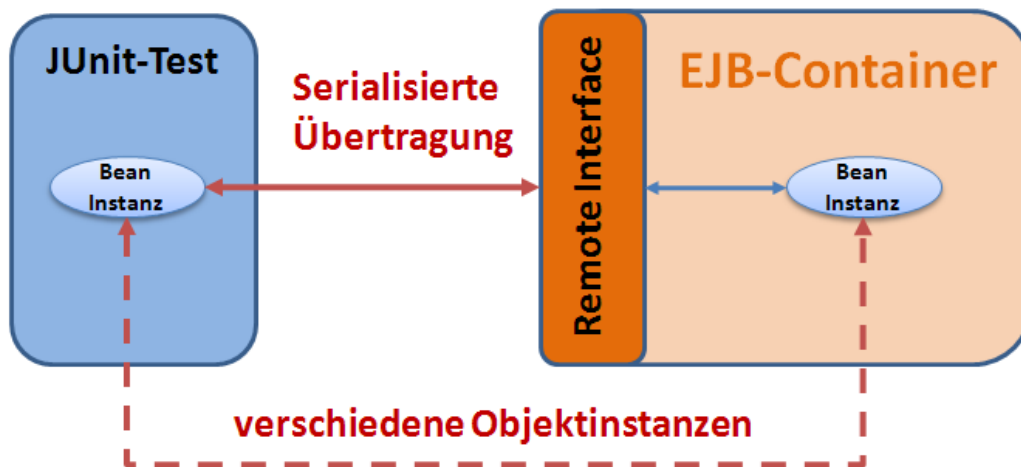 JUnit-Test
Serialisierte
Übertragung
Remote Interface
EJB-Container
Bean
Instanz
Bean
Instanz
verschiedene Objektinstanzen